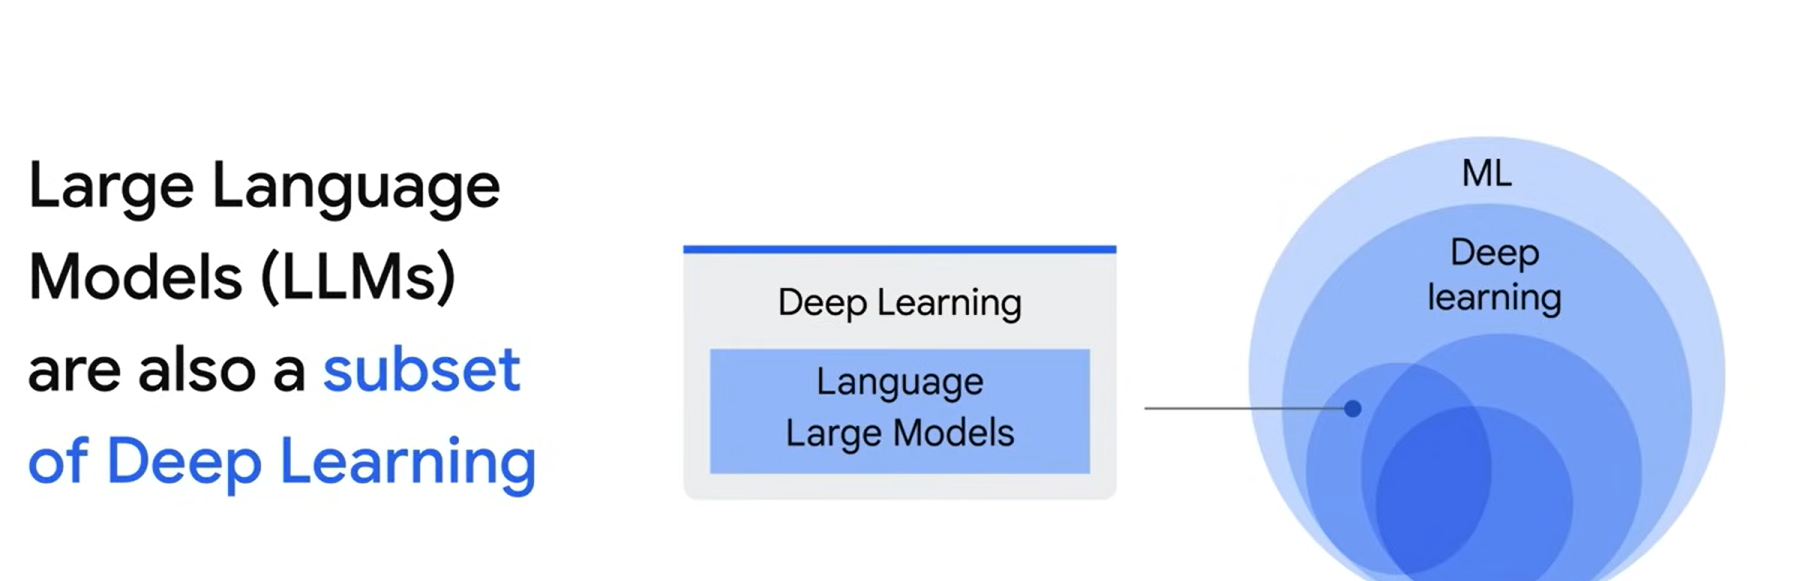 Large Language
Models (LLMs)
are also a subset
of Deep Learning
Deep Learning
Language
Large Models
ML
Deep
learning